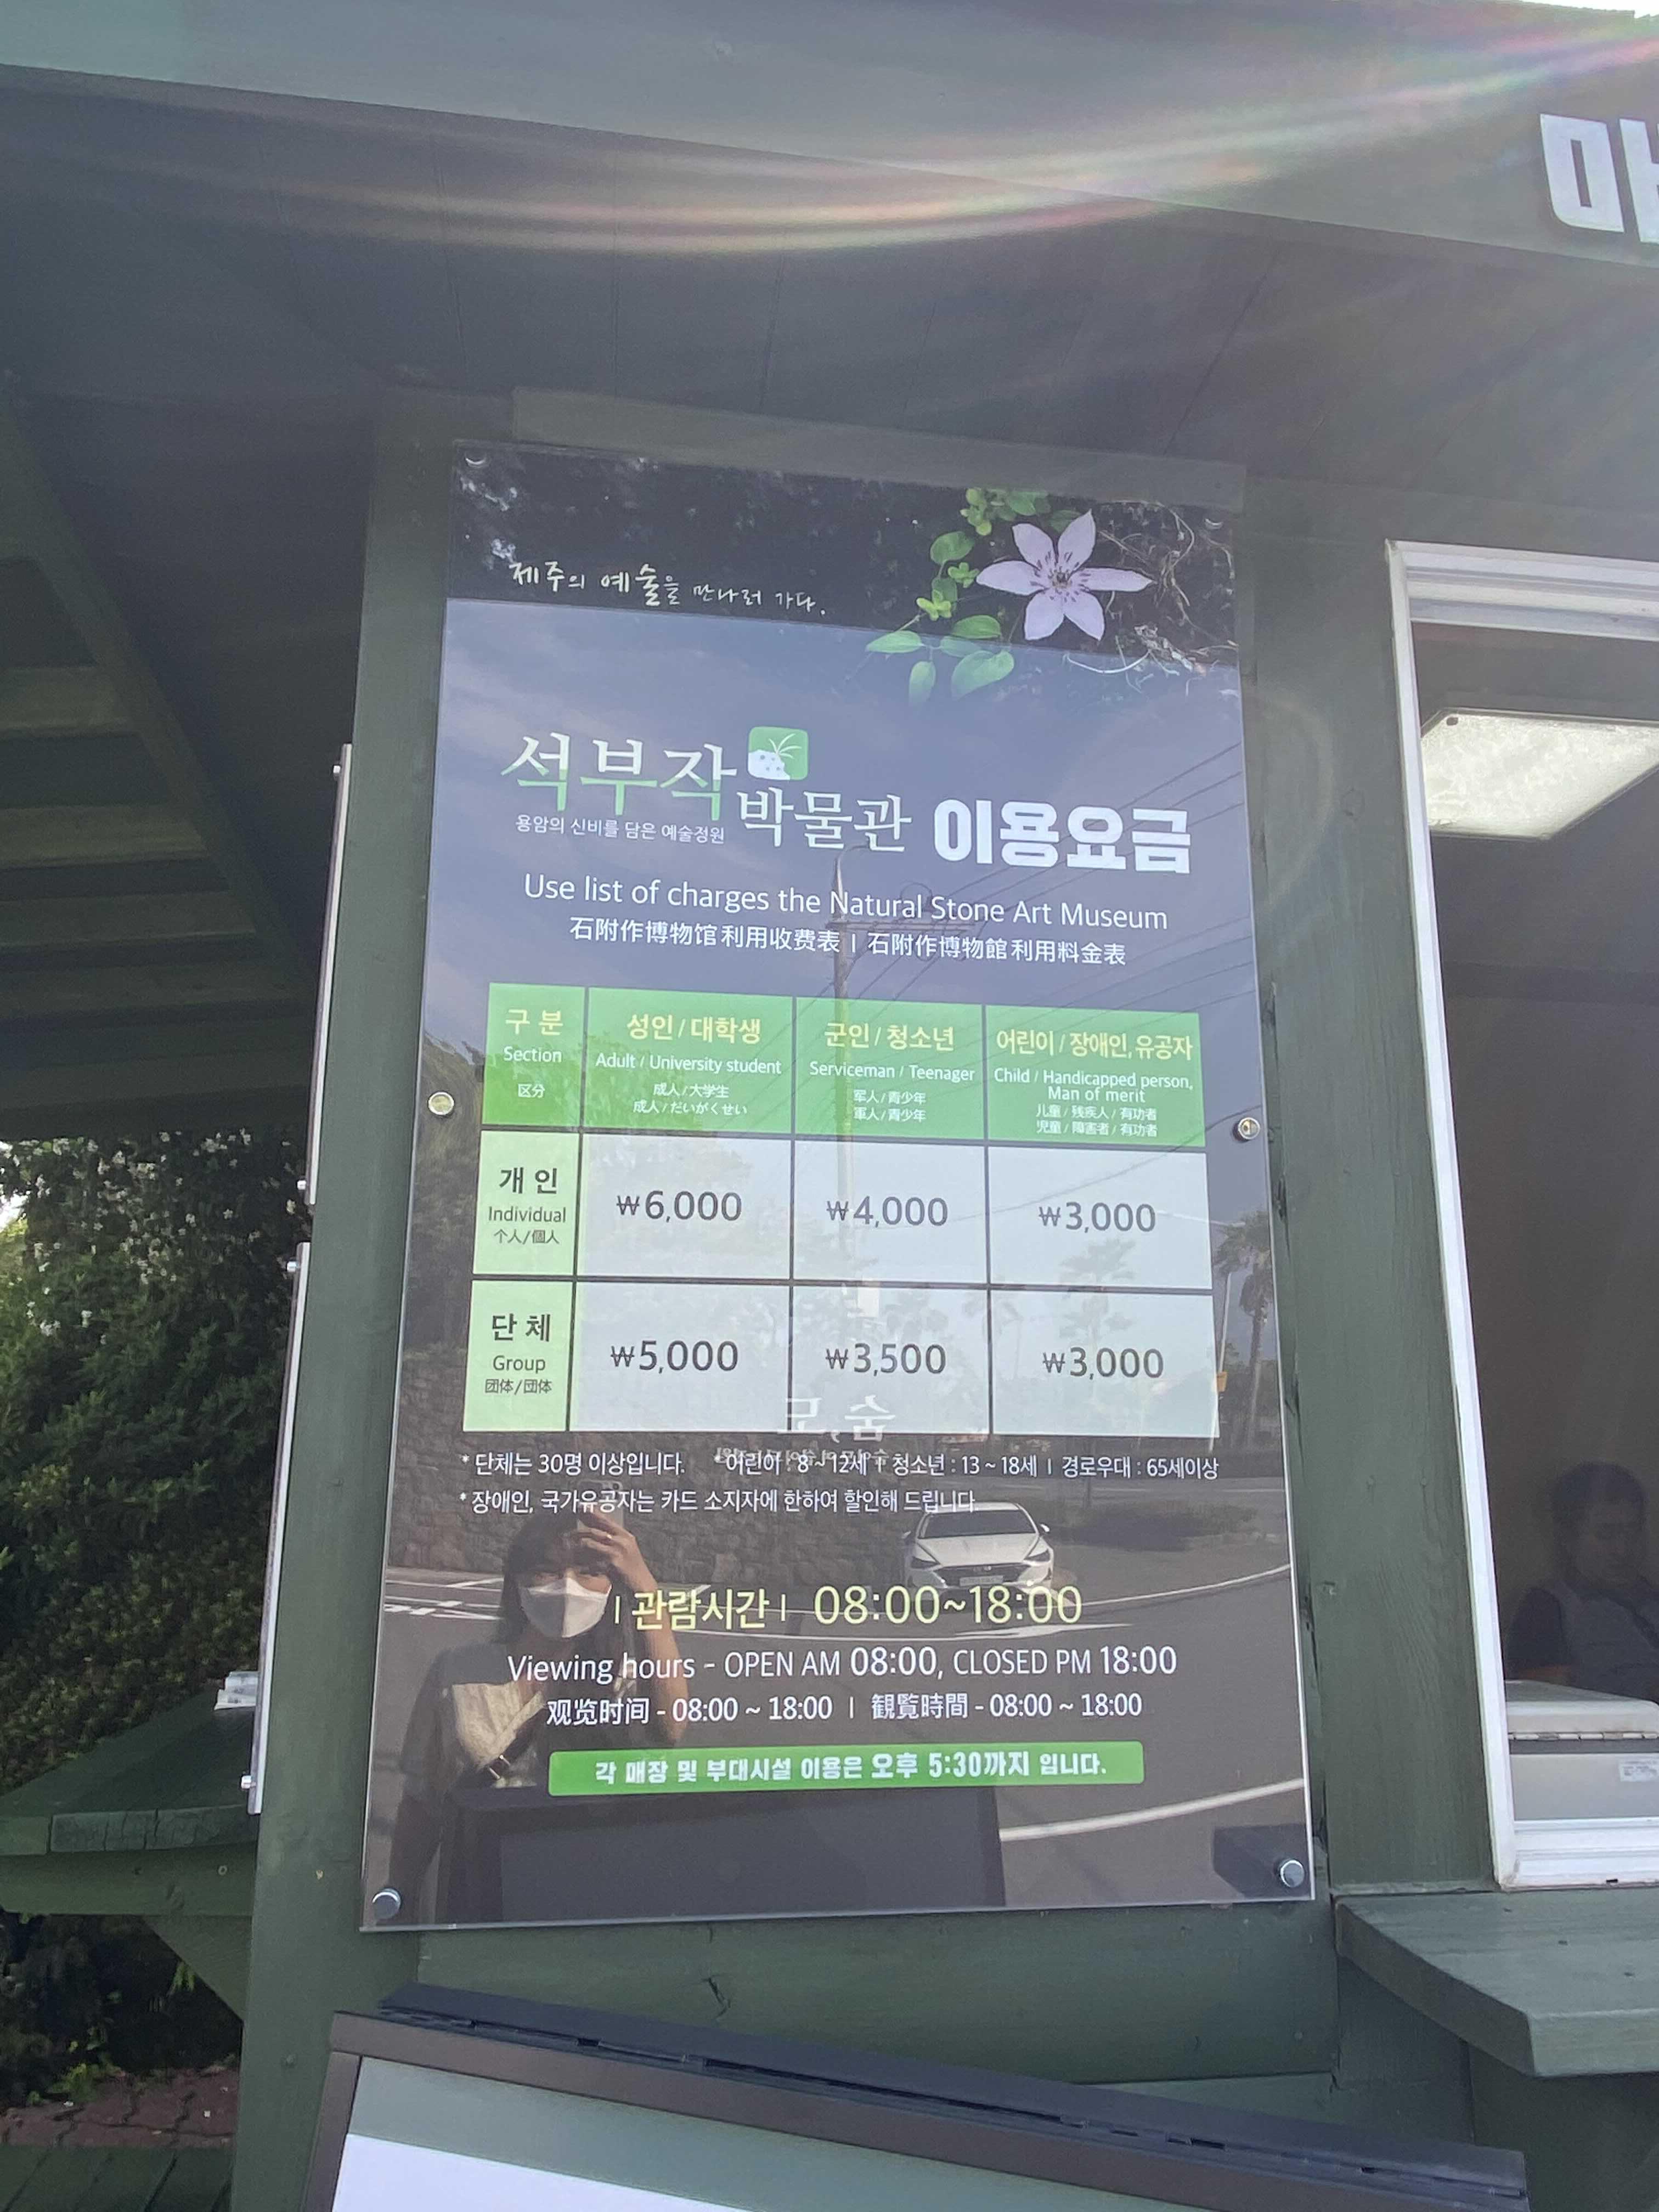 매
제주의 예술을 만나러 가다.
석부작
박물관 이용요금
용암의 신비를 담은 예술정원
Use list of charges the Natural Stone Art Museum
石附作博物馆利用收费表 | 石附作博物館利用料金表
구 분 성인 / 대학생 군인 / 청소년 어린이 / 장애인, 유공자
Section Adult / University student Serviceman / Teenager Child / Handicapped person,
Man of merit
区分 成人 / 大学生 军人 / 青少年 儿童 / 残疾人 / 有功者
成人 / だいがくせい 軍人 / 青少年 児童 / 障害者 / 有功者
개 인
Individual ₩6,000 ₩4,000 ₩3,000
个人/個人
단 체
Group ₩5,000 ₩3,500 ₩3,000
团体/団体
* 단체는 30명 이상입니다. * 어린이 : 8 ~ 12세 | 청소년 : 13 ~ 18세 | 경로우대 : 65세이상
* 장애인, 국가유공자는 카드 소지자에 한하여 할인해 드립니다.
| 관람시간 | 08:00~18:00
Viewing hours - OPEN AM 08:00, CLOSED PM 18:00
观览时间 - 08:00 ~ 18:00 | 観覧時間 - 08:00 ~ 18:00
각 매장 및 부대시설 이용은 오후 5:30까지 입니다.